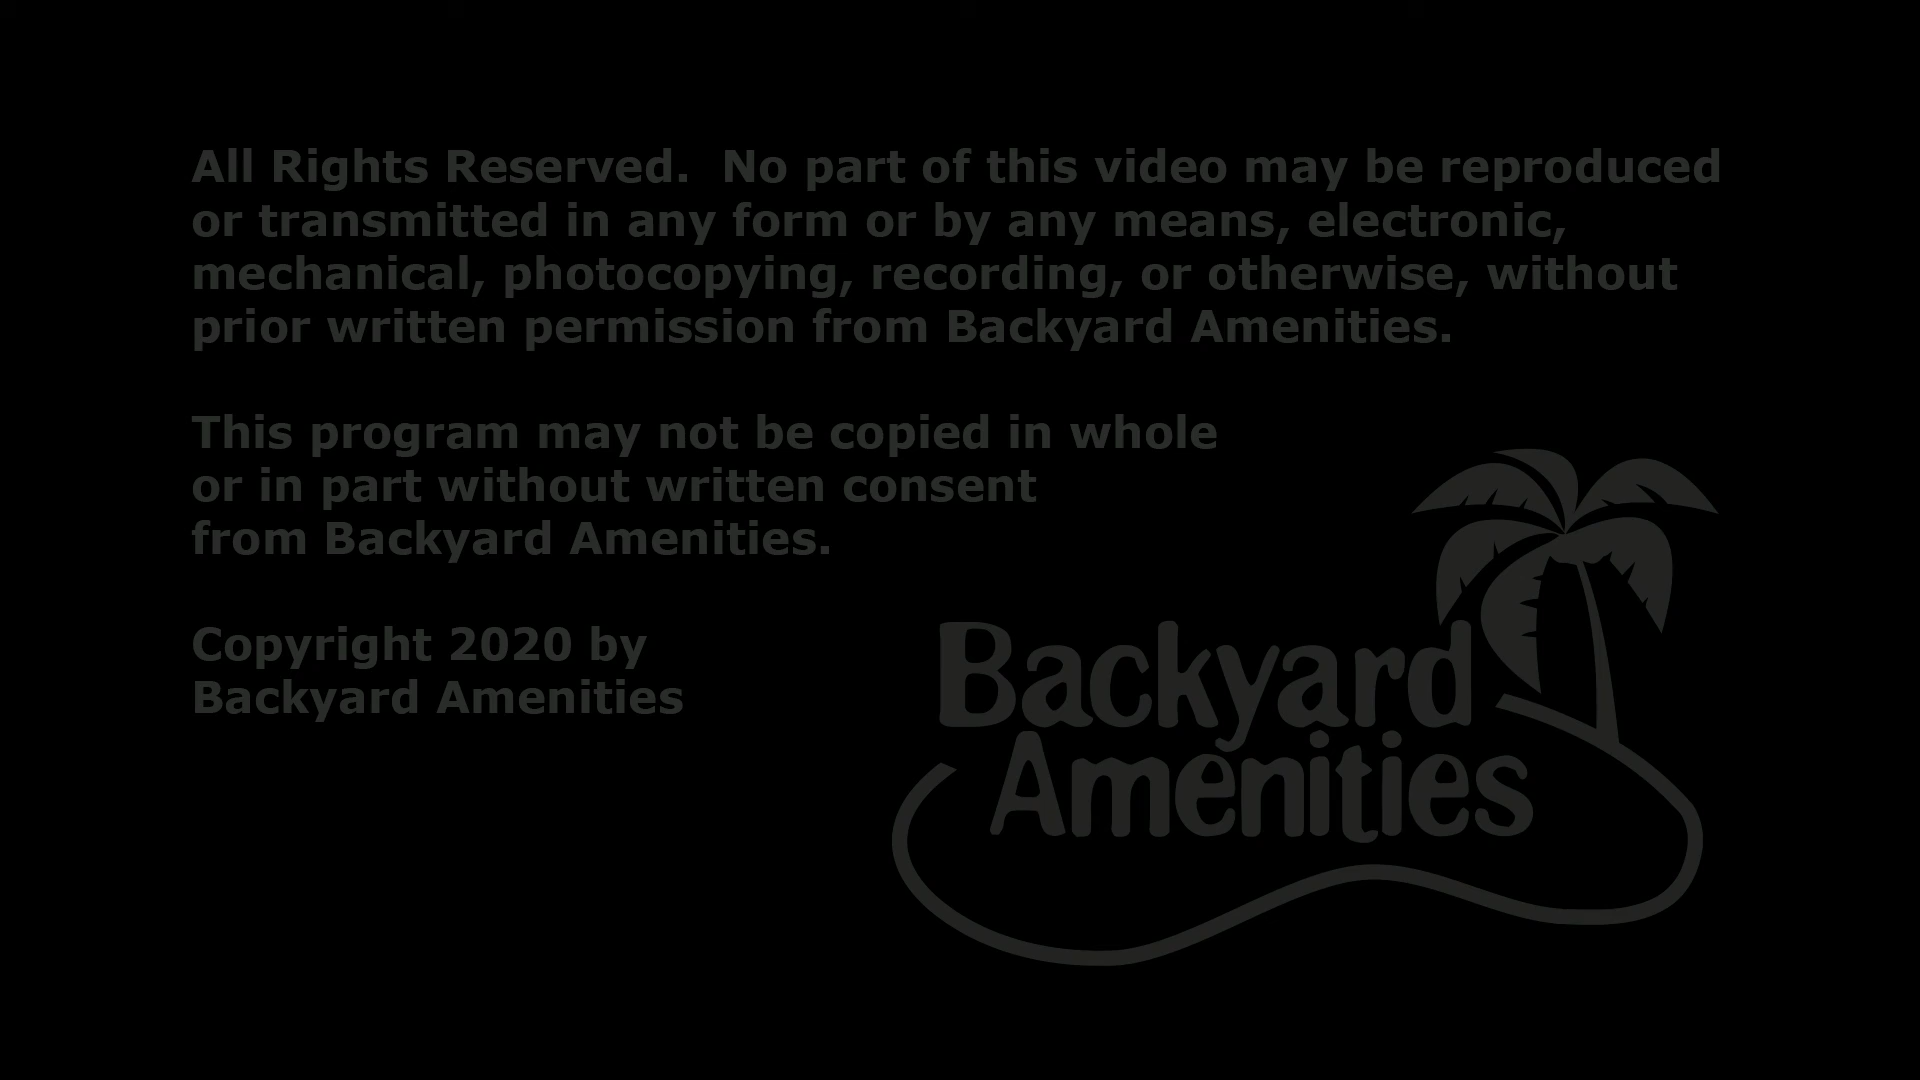 All Rights Reserved.  No part of this video may be reproduced
or transmitted in any form or by any means, electronic,
mechanical, photocopying, recording, or otherwise, without
prior written permission from Backyard Amenities.
This program may not be copied in whole
or in part without written consent
from Backyard Amenities.
Copyright 2020 by
Backyard Amenities
Backyard
Amenities